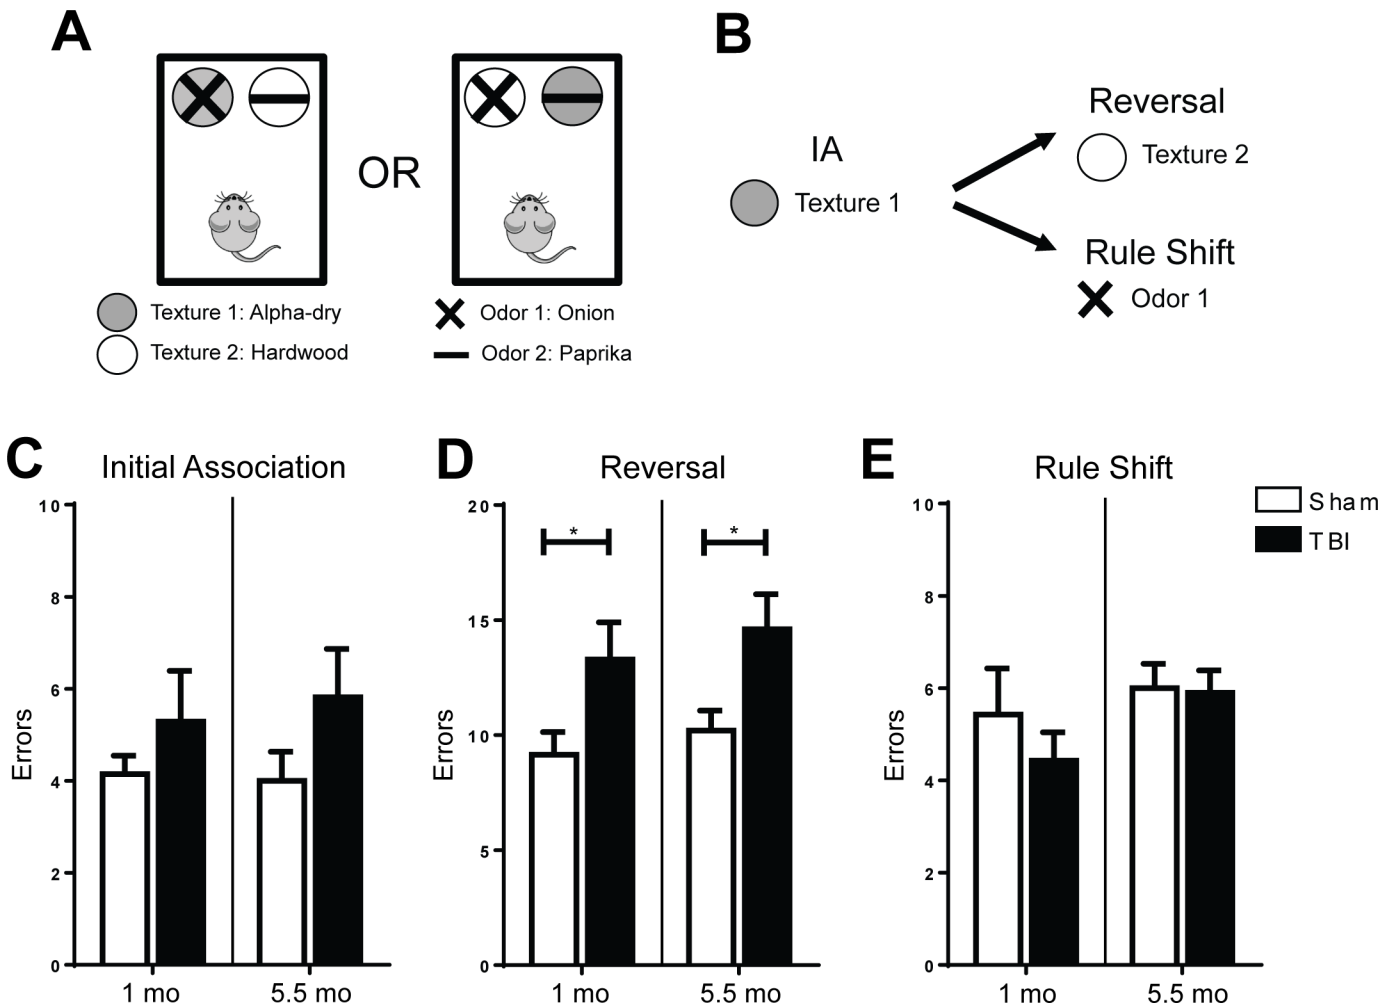 A
OR
Texture 1: Alpha-dry
Odor 1: Onion
Texture 2: Hardwood
Odor 2: Paprika
B
IA
Texture 1
Reversal
Texture 2
Rule Shift
Odor 1
C
Initial Association
10
8
6
4
2
0
Errors
1 mo
5.5 mo
D
Reversal
20
15
10
5
0
Errors
*
*
1 mo
5.5 mo
E
Rule Shift
10
8
6
4
2
0
Errors
1 mo
5.5 mo
Sham
TBI